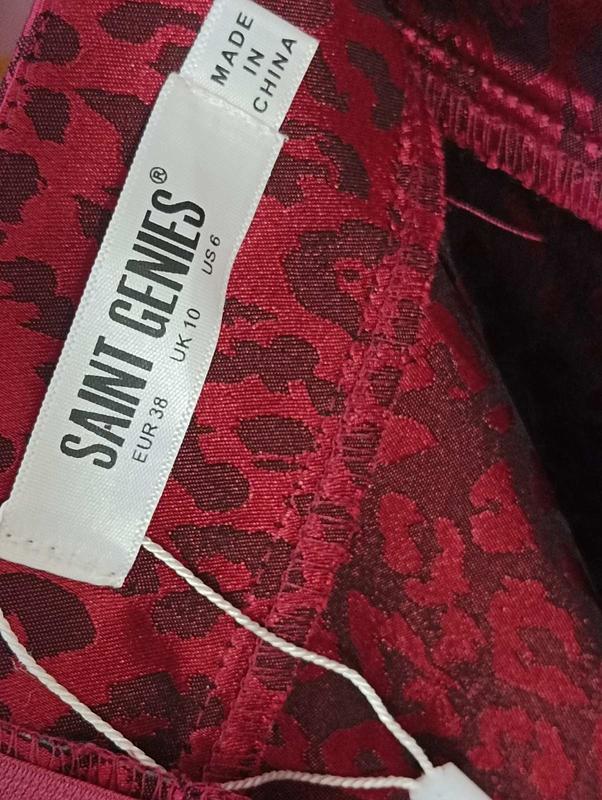 MADE
IN
CHINA
SAINT GENIES®
EUR 38 UK 10 US 6